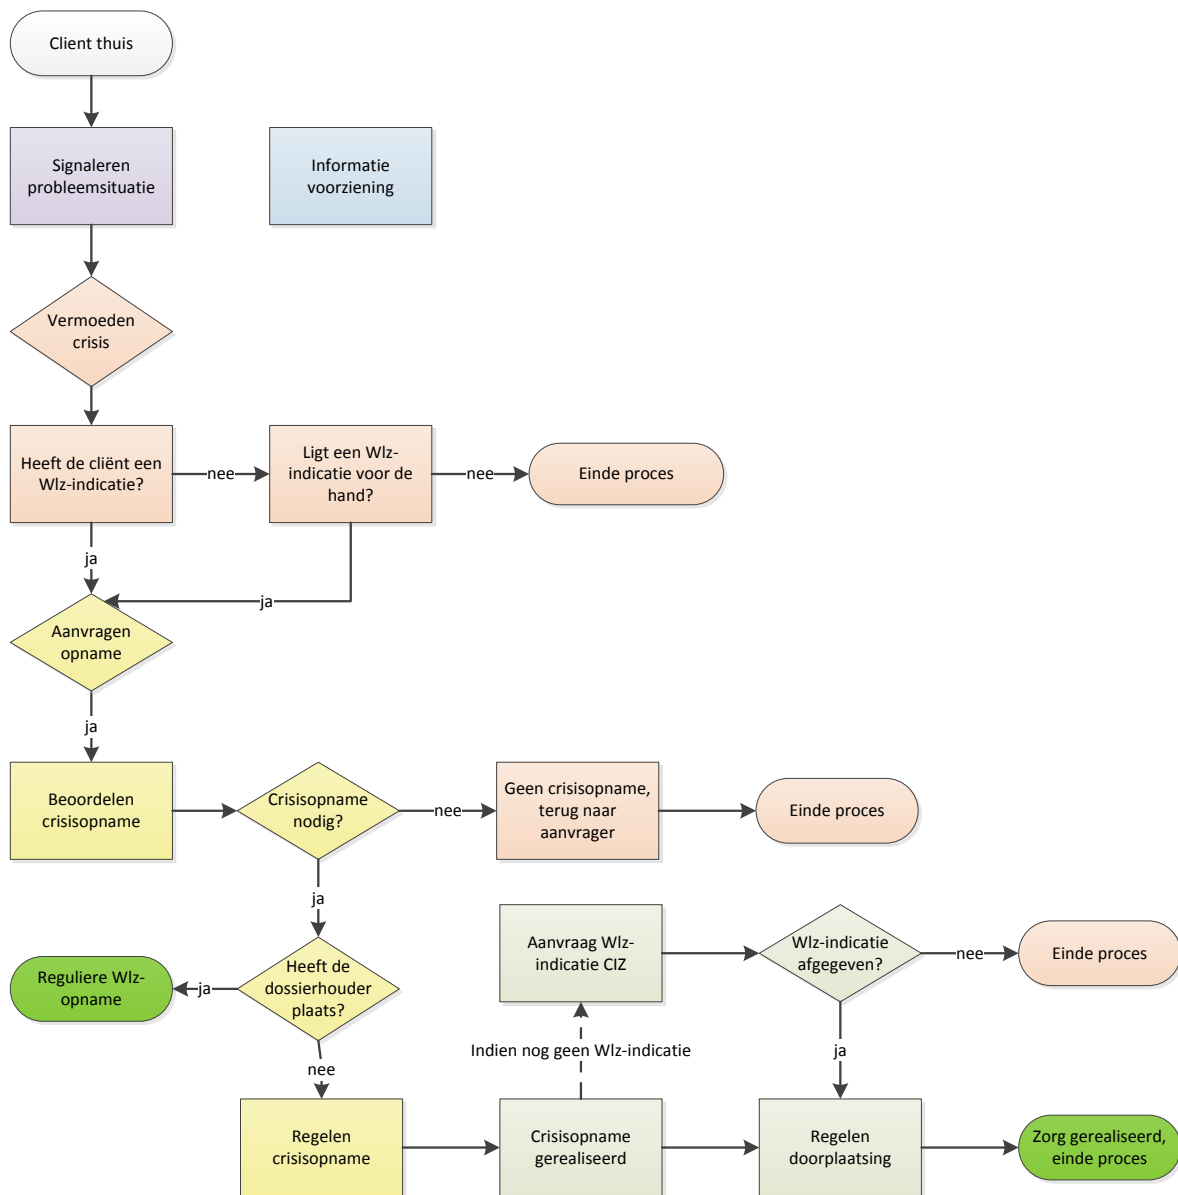 Client thuis
Signaleren
probleemsituatie
Informatie
voorziening
Vermoeden
crisis
Heeft de cliënt een
Wlz-indicatie?
nee
Ligt een Wlz-
indicatie voor de
hand?
nee
Einde proces
ja
ja
Aanvragen
opname
ja
Beoordelen
crisisopname
Crisisopname
nodig?
nee
Geen crisisopname,
terug naar
aanvrager
Einde proces
ja
Aanvraag Wlz-
indicatie CIZ
Wlz-indicatie
afgegeven?
nee
Einde proces
Reguliere Wlz-
opname
ja
Heeft de
dossierhouder
plaats?
Indien nog geen Wlz-indicatie
ja
nee
Regelen
crisisopname
Crisisopname
gerealiseerd
Regelen
doorplaatsing
Zorg gerealiseerd,
einde proces